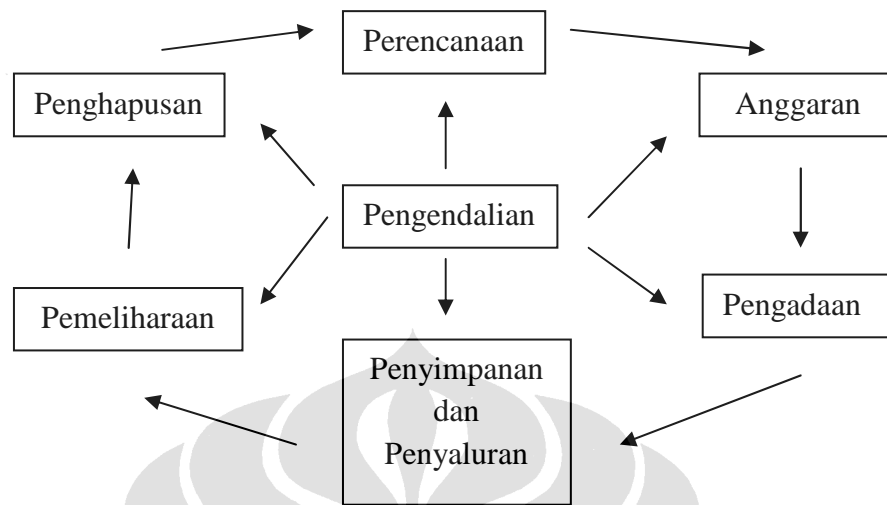 Perencanaan
Penghapusan
Anggaran
Pengendalian
Pemeliharaan
Pengadaan
Penyimpanan
dan
Penyaluran